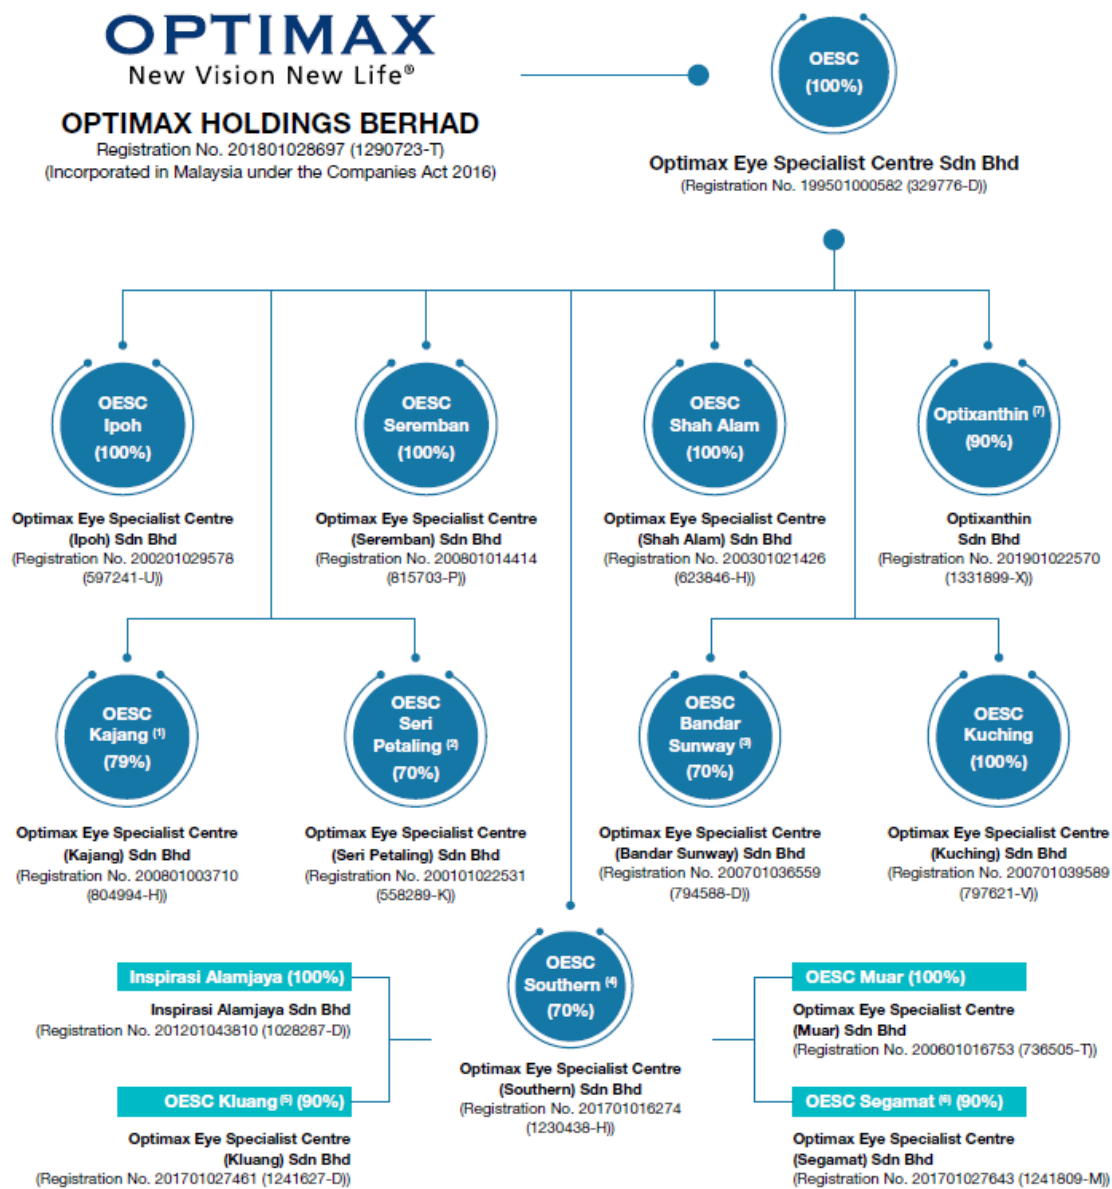 OPTIMAX
New Vision New Life®
OPTIMAX HOLDINGS BERHAD
Registration No. 201801028697 (1290723-T)
(Incorporated in Malaysia under the Companies Act 2016)
OESC
(100%)
Optimax Eye Specialist Centre Sdn Bhd
(Registration No. 199501000582 (329776-D))
OESC
Ipoh
(100%)
Optimax Eye Specialist Centre
(Ipoh) Sdn Bhd
(Registration No. 200201029578
(597241-U))
OESC
Seremban
(100%)
Optimax Eye Specialist Centre
(Seremban) Sdn Bhd
(Registration No. 200801014414
(815703-P))
OESC
Shah Alam
(100%)
Optimax Eye Specialist Centre
(Shah Alam) Sdn Bhd
(Registration No. 200301021426
(623846-H))
Optixanthin (7)
(90%)
Optixanthin
Sdn Bhd
(Registration No. 201901022570
(1331899-X))
OESC
Kajang (1)
(79%)
Optimax Eye Specialist Centre
(Kajang) Sdn Bhd
(Registration No. 200801003710
(804994-H))
OESC
Seri
Petaling (2)
(70%)
Optimax Eye Specialist Centre
(Seri Petaling) Sdn Bhd
(Registration No. 200101022531
(558289-K))
OESC
Bandar
Sunway (3)
(70%)
Optimax Eye Specialist Centre
(Bandar Sunway) Sdn Bhd
(Registration No. 200701036559
(794588-D))
OESC
Kuching
(100%)
Optimax Eye Specialist Centre
(Kuching) Sdn Bhd
(Registration No. 200701039589
(797621-V))
OESC
Southern (4)
(70%)
Optimax Eye Specialist Centre
(Southern) Sdn Bhd
(Registration No. 201701016274
(1230438-H))
Inspirasi Alamjaya (100%)
Inspirasi Alamjaya Sdn Bhd
(Registration No. 201201043810 (1028287-D))
OESC Kluang (5) (90%)
Optimax Eye Specialist Centre
(Kluang) Sdn Bhd
(Registration No. 201701027461 (1241627-D))
OESC Muar (100%)
Optimax Eye Specialist Centre
(Muar) Sdn Bhd
(Registration No. 200601016753 (736505-T))
OESC Segamat (6) (90%)
Optimax Eye Specialist Centre
(Segamat) Sdn Bhd
(Registration No. 201701027643 (1241809-M))